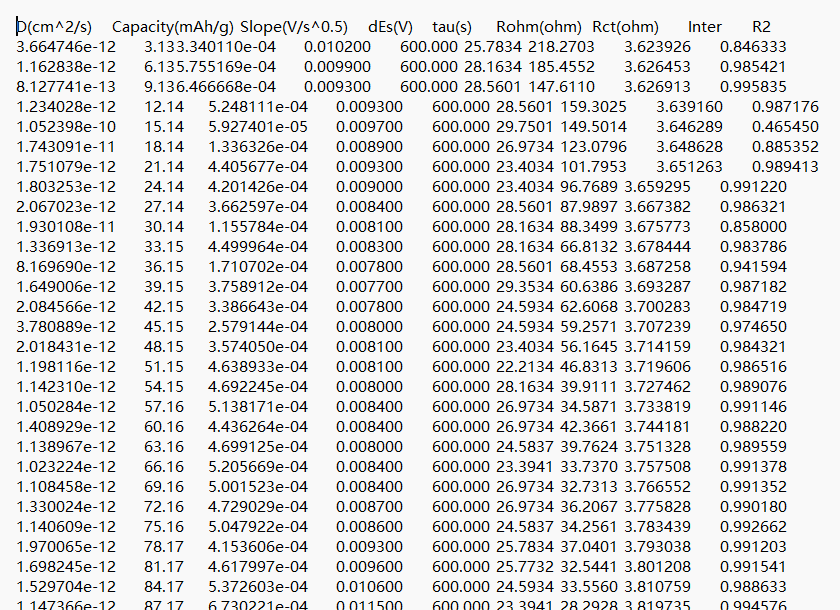 D(cm^2/s) Capacity(mAh/g) Slope(V/s^0.5) dEs(V) tau(s) Rohm(ohm) Rct(ohm) Inter R2
3.664746e-12 3.133.340110e-04 0.010200 600.000 25.7834 218.2703 3.623926 0.846333
1.162838e-12 6.135.755169e-04 0.009900 600.000 28.1634 185.4552 3.626453 0.985421
8.127741e-13 9.136.466668e-04 0.009300 600.000 28.5601 147.6110 3.626913 0.995835
1.234028e-12 12.14 5.248111e-04 0.009300 600.000 28.5601 159.3025 3.639160 0.987176
1.052398e-10 15.14 5.927401e-05 0.009700 600.000 29.7501 149.5014 3.646289 0.465450
1.743091e-11 18.14 1.336326e-04 0.008900 600.000 26.9734 123.0796 3.648628 0.885352
1.751079e-12 21.14 4.405677e-04 0.009300 600.000 23.4034 101.7953 3.651263 0.989413
1.803253e-12 24.14 4.201426e-04 0.009000 600.000 23.4034 96.7689 3.659295 0.991220
2.067023e-12 27.14 3.662597e-04 0.008400 600.000 28.5601 87.9897 3.667382 0.986321
1.930108e-11 30.14 1.155784e-04 0.008100 600.000 28.1634 88.3499 3.675773 0.858000
1.336913e-12 33.15 4.499964e-04 0.008300 600.000 28.1634 66.8132 3.678444 0.983786
8.169690e-12 36.15 1.710702e-04 0.007800 600.000 28.5601 68.4553 3.687258 0.941594
1.649006e-12 39.15 3.758912e-04 0.007700 600.000 29.3534 60.6386 3.693287 0.987182
2.084566e-12 42.15 3.386643e-04 0.007800 600.000 24.5934 62.6068 3.700283 0.984719
3.780889e-12 45.15 2.579144e-04 0.008000 600.000 24.5934 59.2571 3.707239 0.974650
2.018431e-12 48.15 3.574050e-04 0.008100 600.000 23.4034 56.1645 3.714159 0.984321
1.198116e-12 51.15 4.638933e-04 0.008100 600.000 22.2134 46.8313 3.719606 0.986516
1.142310e-12 54.15 4.692245e-04 0.008000 600.000 28.1634 39.9111 3.727462 0.989076
1.050284e-12 57.16 5.138171e-04 0.008400 600.000 26.9734 34.5871 3.733819 0.991146
1.408929e-12 60.16 4.436264e-04 0.008400 600.000 26.9734 42.3661 3.744181 0.988220
1.138967e-12 63.16 4.699125e-04 0.008000 600.000 24.5837 39.7624 3.751328 0.989559
1.023224e-12 66.16 5.205669e-04 0.008400 600.000 23.3941 33.7370 3.757508 0.991378
1.108458e-12 69.16 5.001523e-04 0.008400 600.000 26.9734 32.7313 3.766552 0.991352
1.330024e-12 72.16 4.729029e-04 0.008700 600.000 26.9734 36.2067 3.775828 0.990180
1.140609e-12 75.16 5.047922e-04 0.008600 600.000 24.5837 34.2561 3.783439 0.992662
1.970065e-12 78.17 4.153606e-04 0.009300 600.000 25.7834 37.0401 3.793038 0.991203
1.698245e-12 81.17 4.617997e-04 0.009600 600.000 25.7732 32.5441 3.801208 0.991541
1.529704e-12 84.17 5.372603e-04 0.010600 600.000 24.5934 33.5560 3.810759 0.988633
1.147366e-12 87.17 6.730221e-04 0.011500 600.000 23.3941 28.2928 3.819735 0.994576